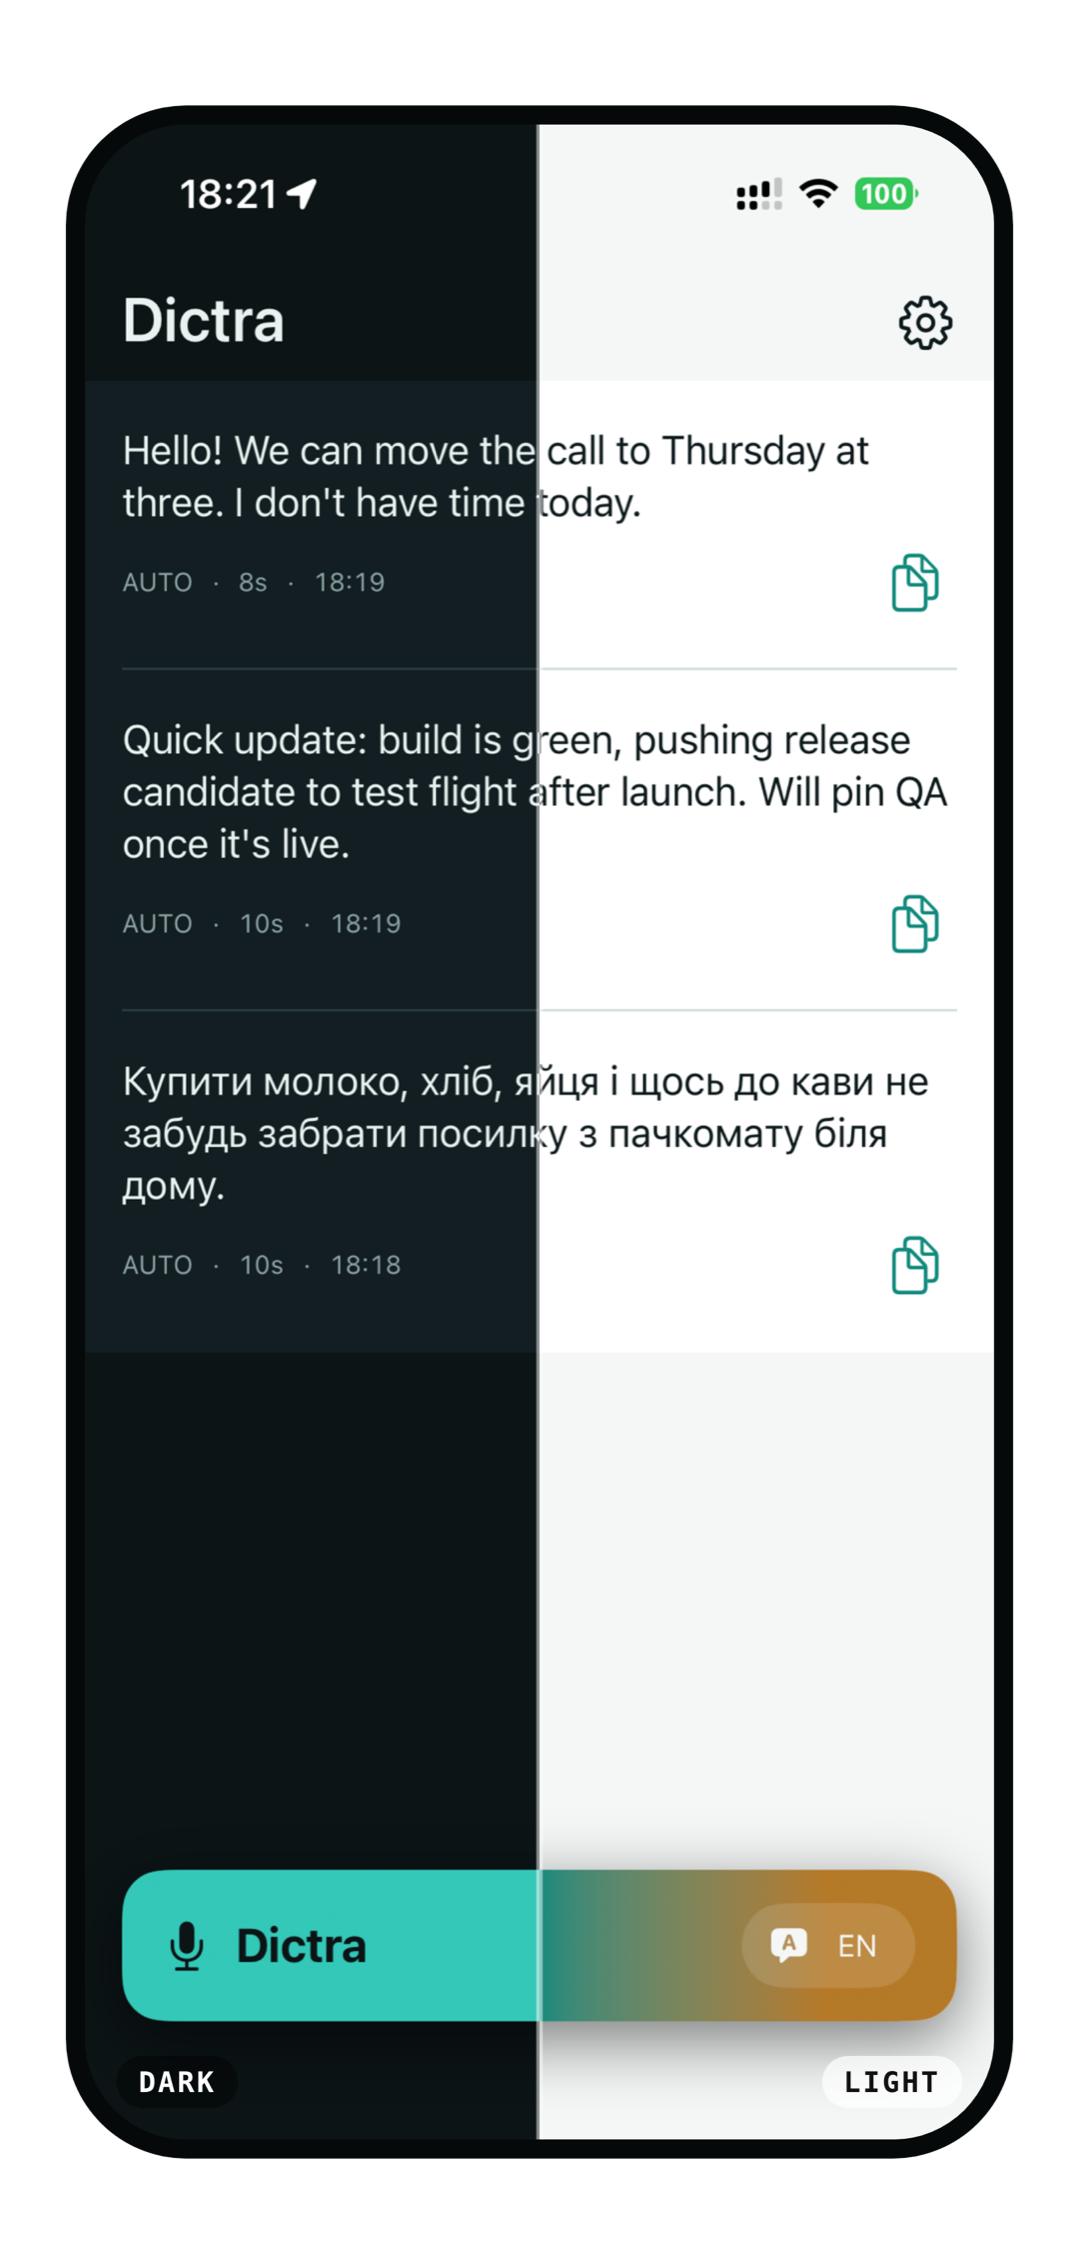 18:21
100
Dictra
Hello! We can move the call to Thursday at
three. I don't have time today.
AUTO · 8s · 18:19
Quick update: build is green, pushing release
candidate to test flight after launch. Will pin QA
once it's live.
AUTO · 10s · 18:19
Купити молоко, хліб, яйця і щось до кави не
забудь забрати посилку з пачкомату біля
дому.
AUTO · 10s · 18:18
Dictra
A EN
DARK
LIGHT